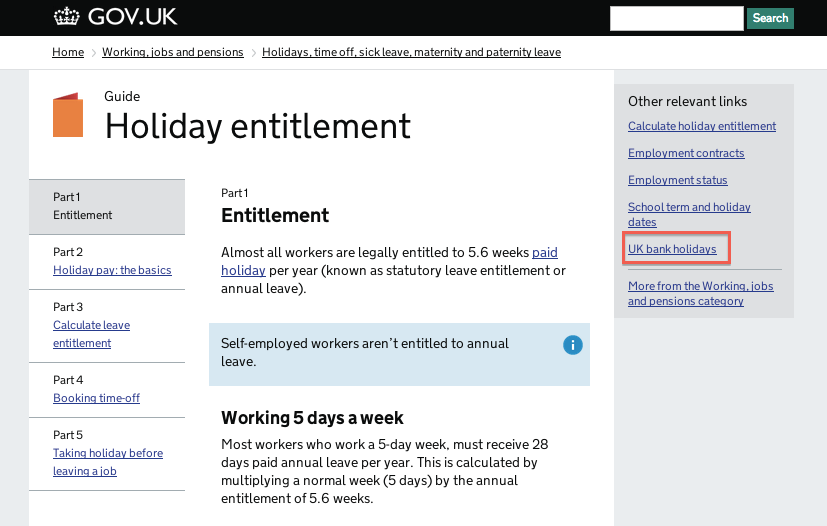 GOV.UK
Search
Home
Working, jobs and pensions
Holidays, time off, sick leave, maternity and paternity leave
Guide
Holiday entitlement
Part 1
Entitlement
Part 2
Holiday pay: the basics
Part 3
Calculate leave
entitlement
Part 4
Booking time-off
Part 5
Taking holiday before
leaving a job
Part 1
Entitlement
Almost all workers are legally entitled to 5.6 weeks paid
holiday per year (known as statutory leave entitlement or
annual leave).
Self-employed workers aren't entitled to annual
leave.
Working 5 days a week
Most workers who work a 5-day week, must receive 28
days paid annual leave per year. This is calculated by
multiplying a normal week (5 days) by the annual
entitlement of 5.6 weeks.
Other relevant links
Calculate holiday entitlement
Employment contracts
Employment status
School term and holiday
dates
UK bank holidays
More from the Working, jobs
and pensions category